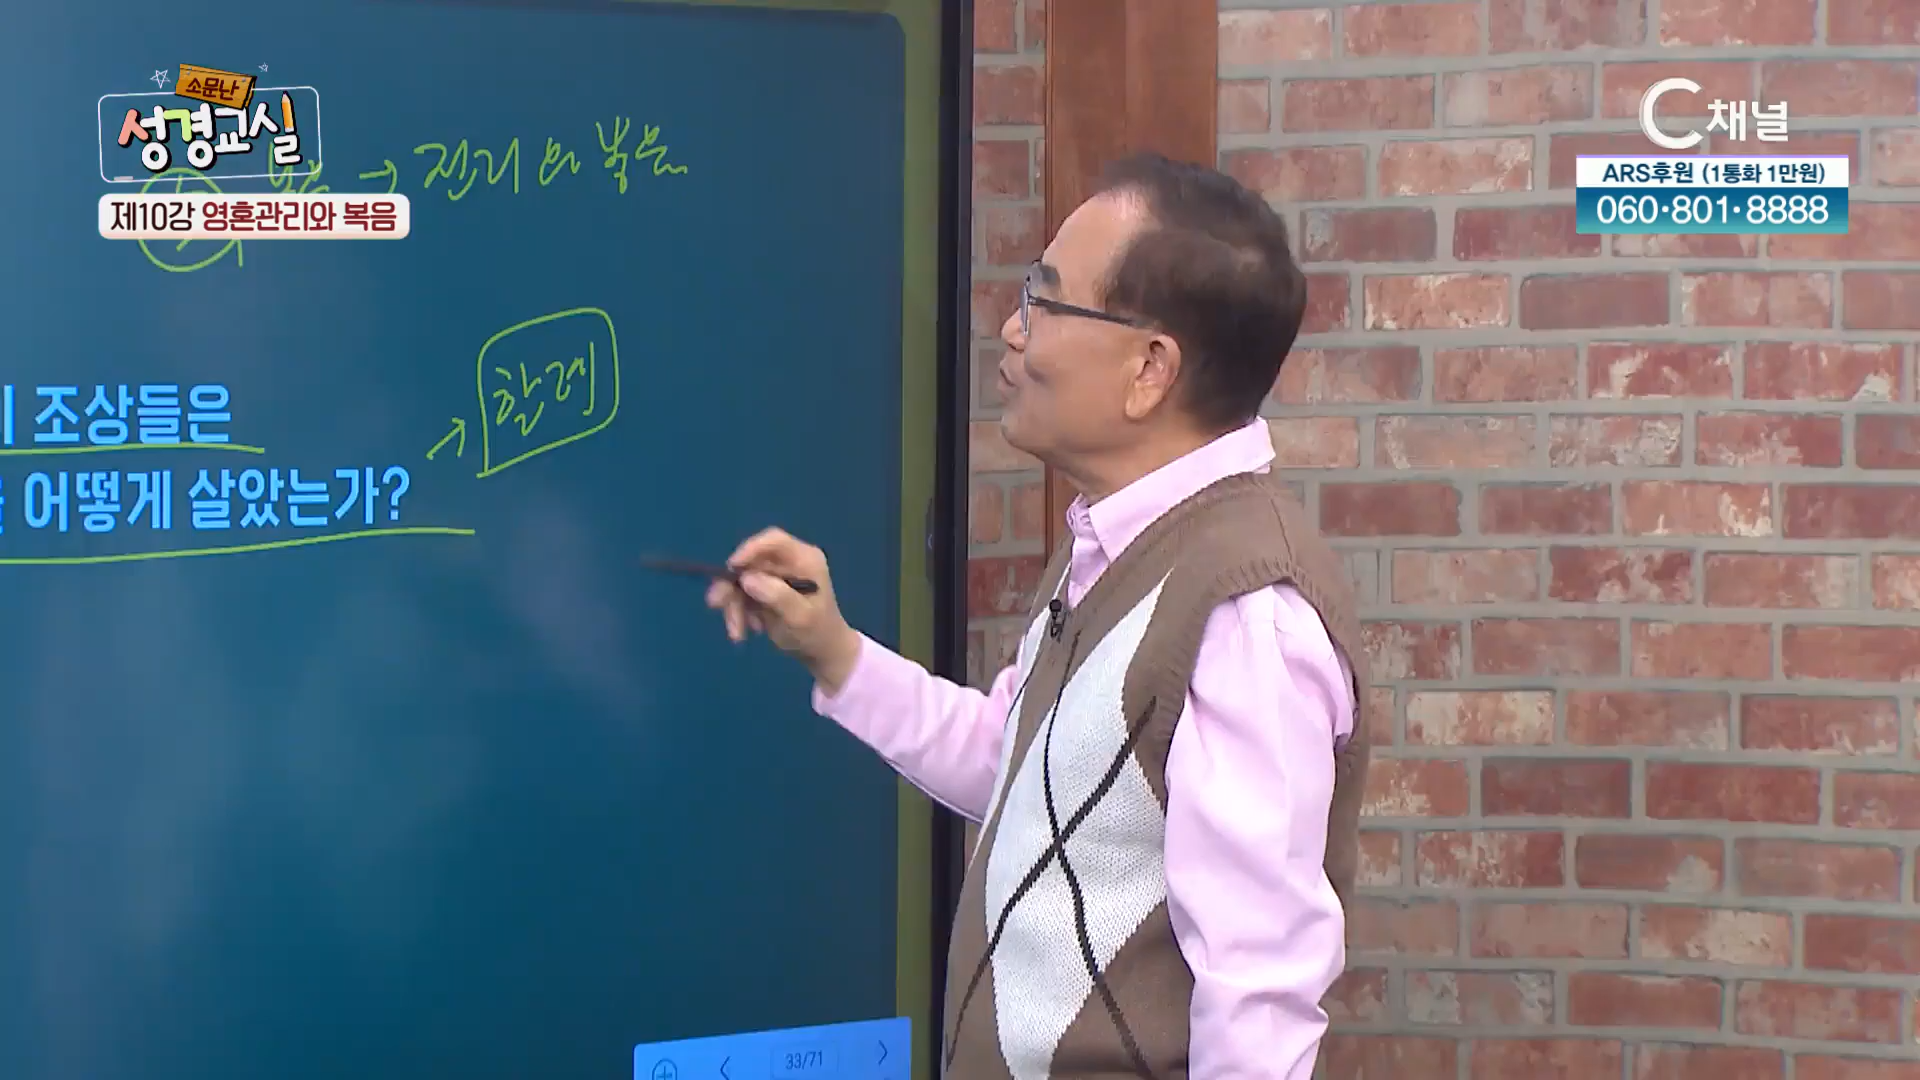 소문난
성경교실
제10강 영혼관리와 복음
C채널
ARS후원 (1통화 1만원)
060·801·8888
→ 진리의 복음
조상들은
→ 할례
어떻게 살았는가?
33/71